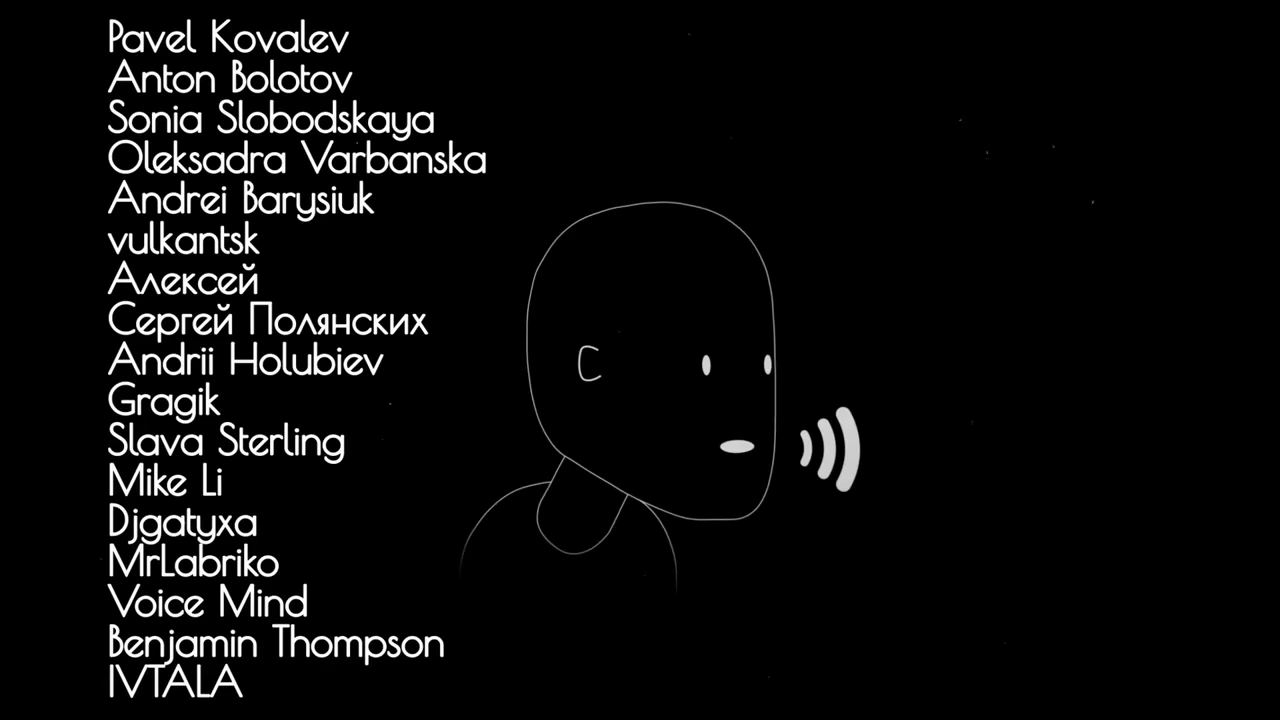 Pavel Kovalev
Anton Bolotov
Sonia Slobodskaya
Oleksadra Varbanska
Andrei Barysiuk
vulkantsk
Алексей
Сергей Полянских
Andrii Holubiev
Gragik
Slava Sterling
Mike Li
Djgatyxa
MrLabriko
Voice Mind
Benjamin Thompson
IVTALA